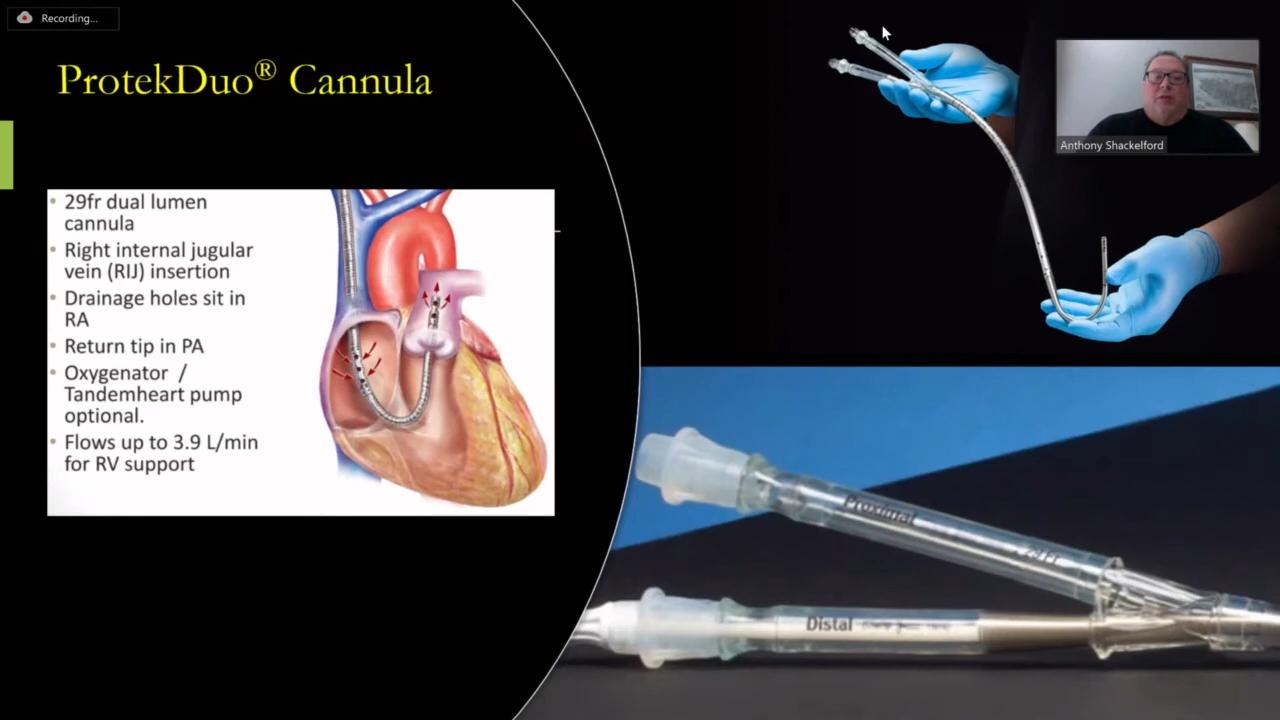 Recording...
ProtekDuo® Cannula
• 29fr dual lumen
cannula
• Right internal jugular
vein (RIJ) insertion
• Drainage holes sit in
RA
• Return tip in PA
• Oxygenator /
Tandemheart pump
optional.
• Flows up to 3.9 L/min
for RV support
Anthony Shackelford
Proximal
29 Fr
Distal